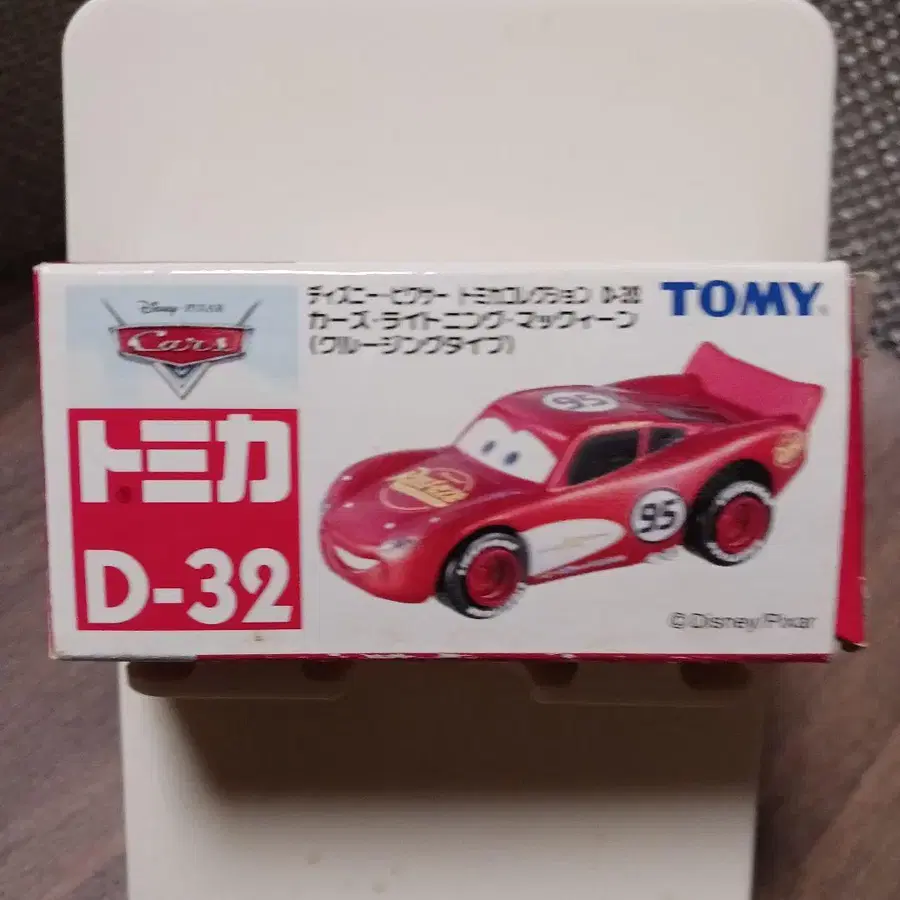 Disney PIXAR
Cars
トミカ
D-32
ディズニー・ピクサー トミカコレクション D-32
カーズ・ライトニング・マックィーン
(クルージングタイプ)
TOMY
95
95
© Disney/Pixar